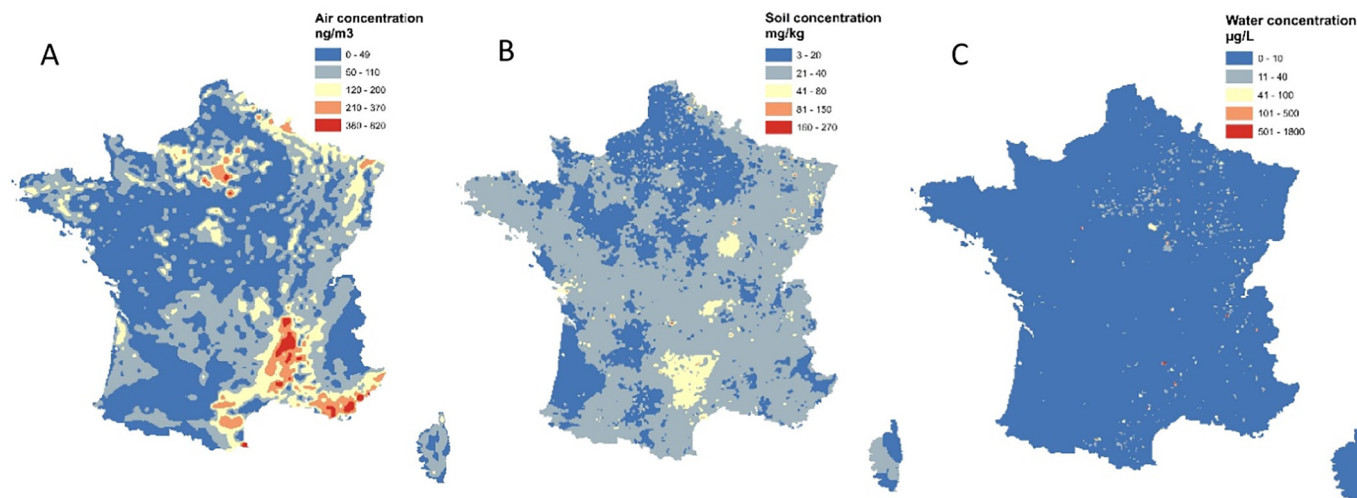 A
Air concentration
ng/m3
0 - 49
50 - 110
120 - 200
210 - 370
380 - 820
B
Soil concentration
mg/kg
3 - 20
21 - 40
41 - 80
81 - 150
160 - 270
C
Water concentration
µg/L
0 - 10
11 - 40
41 - 100
101 - 500
501 - 1800